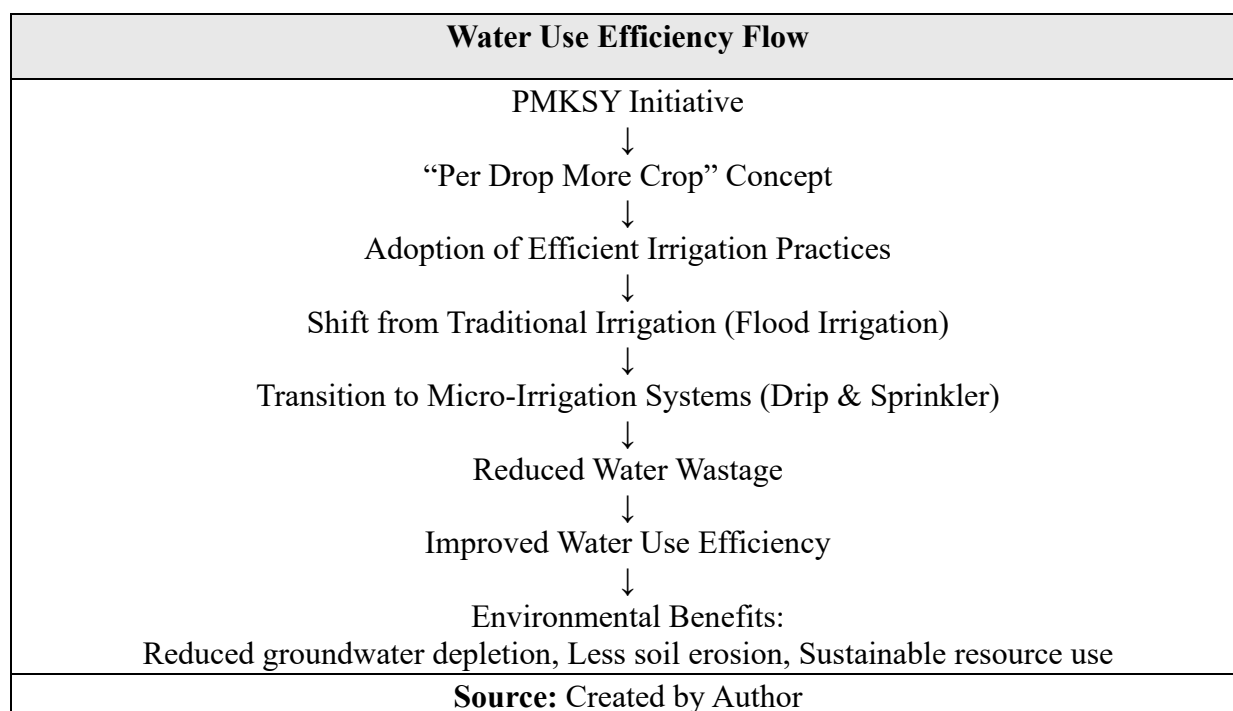 Water Use Efficiency Flow
PMKSY Initiative
↓
“Per Drop More Crop” Concept
↓
Adoption of Efficient Irrigation Practices
↓
Shift from Traditional Irrigation (Flood Irrigation)
↓
Transition to Micro-Irrigation Systems (Drip & Sprinkler)
↓
Reduced Water Wastage
↓
Improved Water Use Efficiency
↓
Environmental Benefits:
Reduced groundwater depletion, Less soil erosion, Sustainable resource use
Source: Created by Author